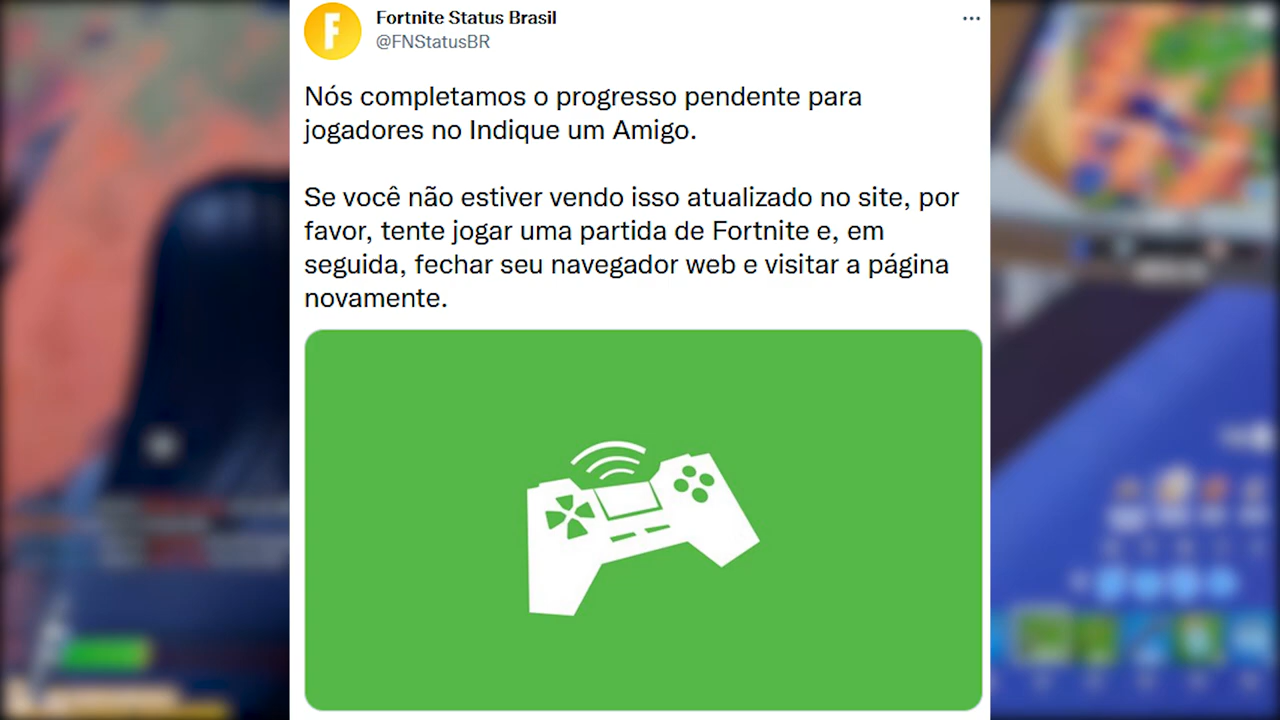 Fortnite Status Brasil
@FNStatusBR
Nós completamos o progresso pendente para
jogadores no Indique um Amigo.
Se você não estiver vendo isso atualizado no site, por
favor, tente jogar uma partida de Fortnite e, em
seguida, fechar seu navegador web e visitar a página
novamente.